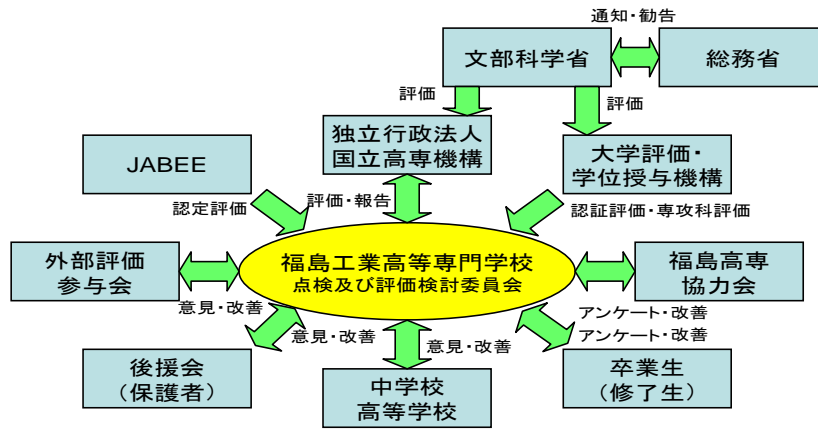 通知・勧告
文部科学省
総務省
評価
評価
独立行政法人
国立高専機構
大学評価・
学位授与機構
JABEE
認定評価
評価・報告
認証評価・専攻科評価
外部評価
参与会
福島工業高等専門学校
点検及び評価検討委員会
福島高専
協力会
意見・改善
意見・改善
意見・改善
アンケート・改善
アンケート・改善
後援会
（保護者）
中学校
高等学校
卒業生
（修了生）